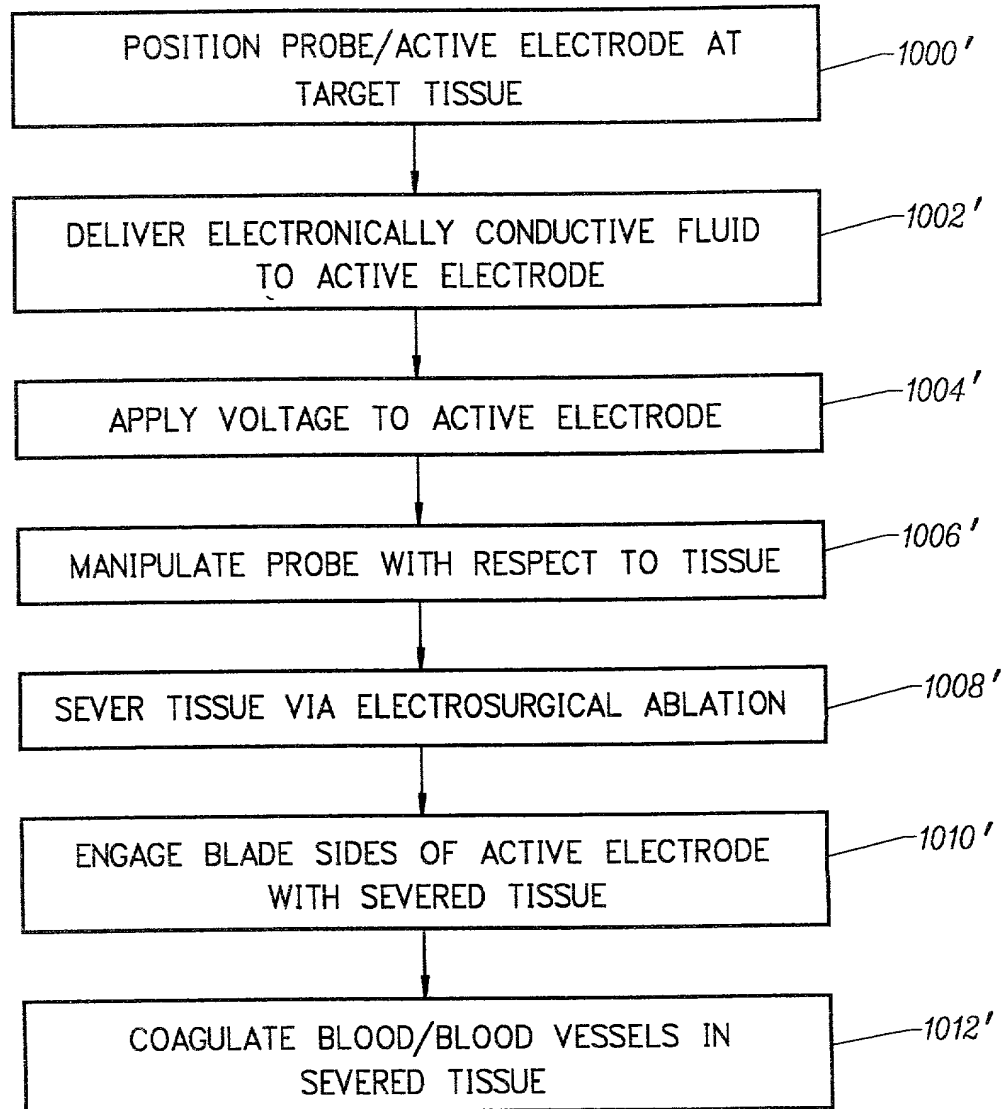 POSITION PROBE/ACTIVE ELECTRODE AT
TARGET TISSUE
1000'
DELIVER ELECTRONICALLY CONDUCTIVE FLUID
TO ACTIVE ELECTRODE
1002'
APPLY VOLTAGE TO ACTIVE ELECTRODE
1004'
MANIPULATE PROBE WITH RESPECT TO TISSUE
1006'
SEVER TISSUE VIA ELECTROSURGICAL ABLATION
1008'
ENGAGE BLADE SIDES OF ACTIVE ELECTRODE
WITH SEVERED TISSUE
1010'
COAGULATE BLOOD/BLOOD VESSELS IN
SEVERED TISSUE
1012'